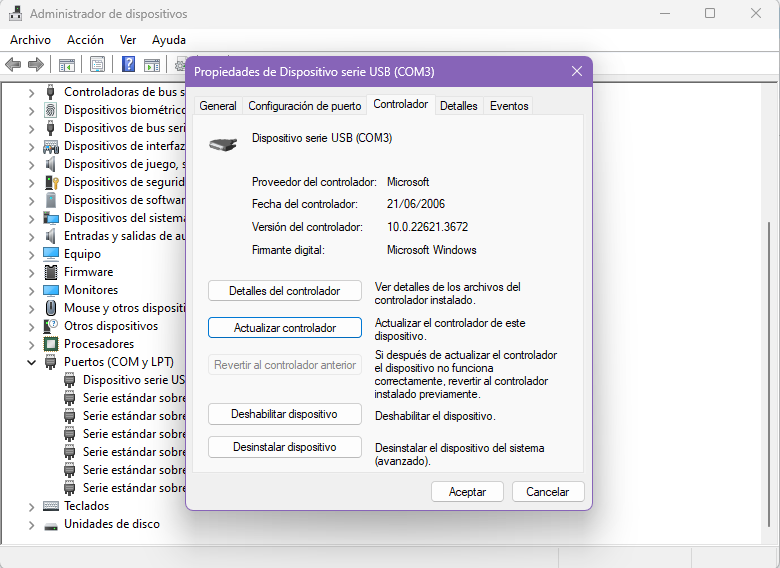 Administrador de dispositivos
Archivo Acción Ver Ayuda
Propiedades de Dispositivo serie USB (COM3)
General Configuración de puerto Controlador Detalles Eventos
Dispositivo serie USB (COM3)
Proveedor del controlador: Microsoft
Fecha del controlador: 21/06/2006
Versión del controlador: 10.0.22621.3672
Firmante digital: Microsoft Windows
Detalles del controlador
Ver detalles de los archivos del
controlador instalado.
Actualizar controlador
Actualizar el controlador de este
dispositivo.
Revertir al controlador anterior
Si después de actualizar el controlador
el dispositivo no funciona
correctamente, revertir al controlador
instalado previamente.
Deshabilitar dispositivo
Deshabilitar el dispositivo.
Desinstalar dispositivo
Desinstalar el dispositivo del sistema
(avanzado).
Aceptar Cancelar
Controladoras de bus
Dispositivos biométric
Dispositivos de bus seri
Dispositivos de interfaz
Dispositivos de juego, s
Dispositivos de segurid
Dispositivos de softwar
Dispositivos del sistema
Entradas y salidas de au
Equipo
Firmware
Monitores
Mouse y otros dispositi
Otros dispositivos
Procesadores
Puertos (COM y LPT)
Dispositivo serie US
Serie estándar sobre
Serie estándar sobre
Serie estándar sobre
Serie estándar sobre
Serie estándar sobre
Serie estándar sobre
Teclados
Unidades de disco